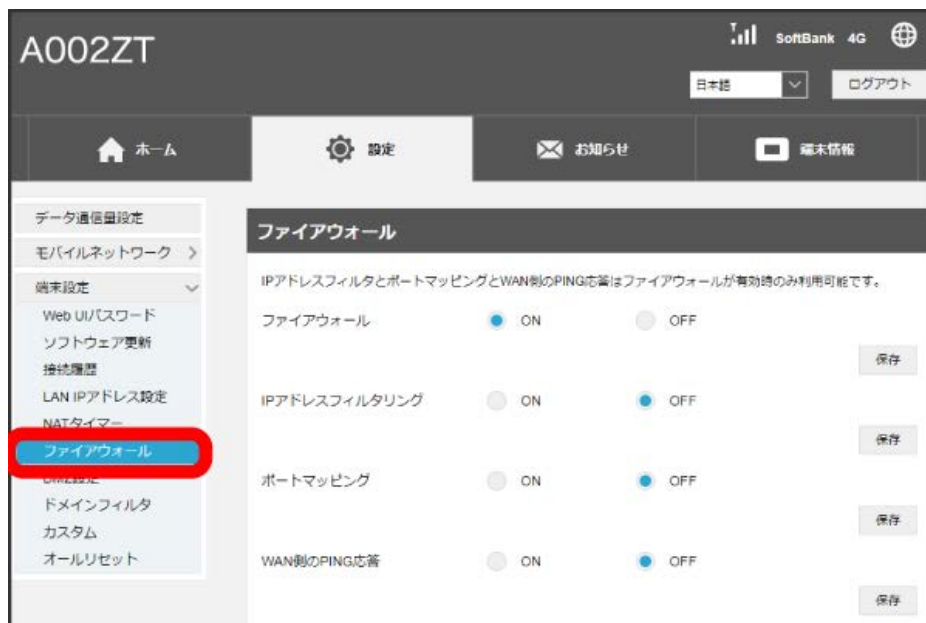 A002ZT
SoftBank 4G
日本語
ログアウト
ホーム
設定
お知らせ
端末情報
データ通信量設定
モバイルネットワーク
端末設定
Web UIパスワード
ソフトウェア更新
接続履歴
LAN IPアドレス設定
NATタイマー
ファイアウォール
DMZ設定
ドメインフィルタ
カスタム
オールリセット
ファイアウォール
IPアドレスフィルタとポートマッピングとWAN側のPING応答はファイアウォールが有効時のみ利用可能です。
ファイアウォール ON OFF
保存
IPアドレスフィルタリング ON OFF
保存
ポートマッピング ON OFF
保存
WAN側のPING応答 ON OFF
保存